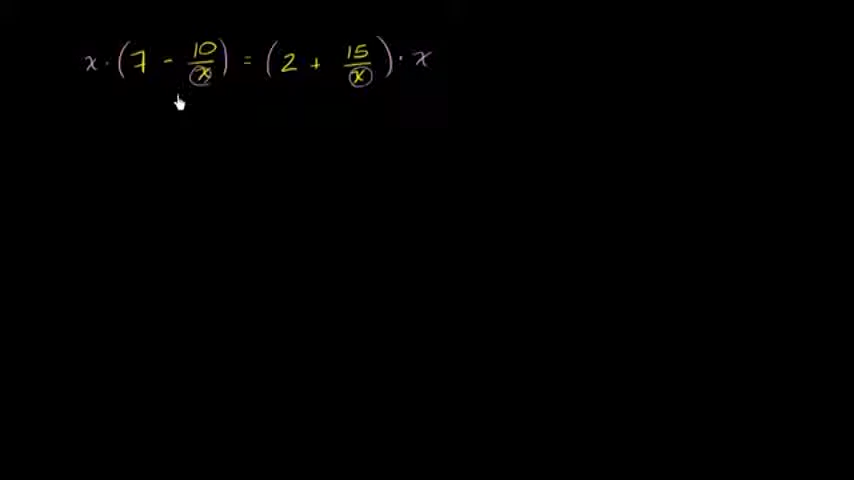 x · (7 - 10/x) = (2 + 15/x) · x